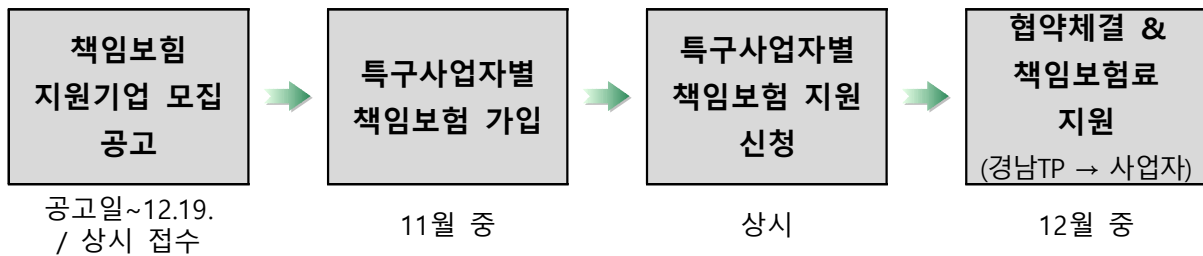 책임보힘
지원기업 모집
공고
공고일~12.19.
/ 상시 접수
특구사업자별
책임보험 가입
11월 중
특구사업자별
책임보험 지원
신청
상시
협약체결 &
책임보험료
지원
(경남TP → 사업자)
12월 중